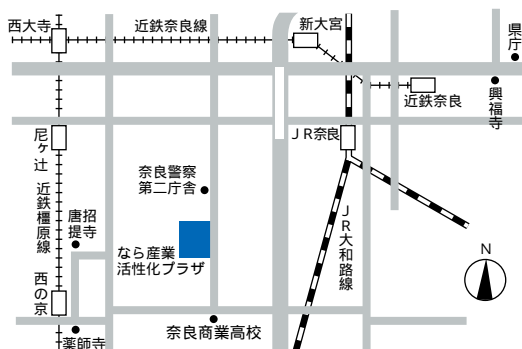 西大寺
近鉄奈良線
新大宮
県庁
近鉄奈良
興福寺
JR奈良
尼ヶ辻
近鉄橿原線
奈良警察
第二庁舎
唐招
提寺
なら産業
活性化プラザ
JR大和路線
西の京
N
奈良商業高校
薬師寺